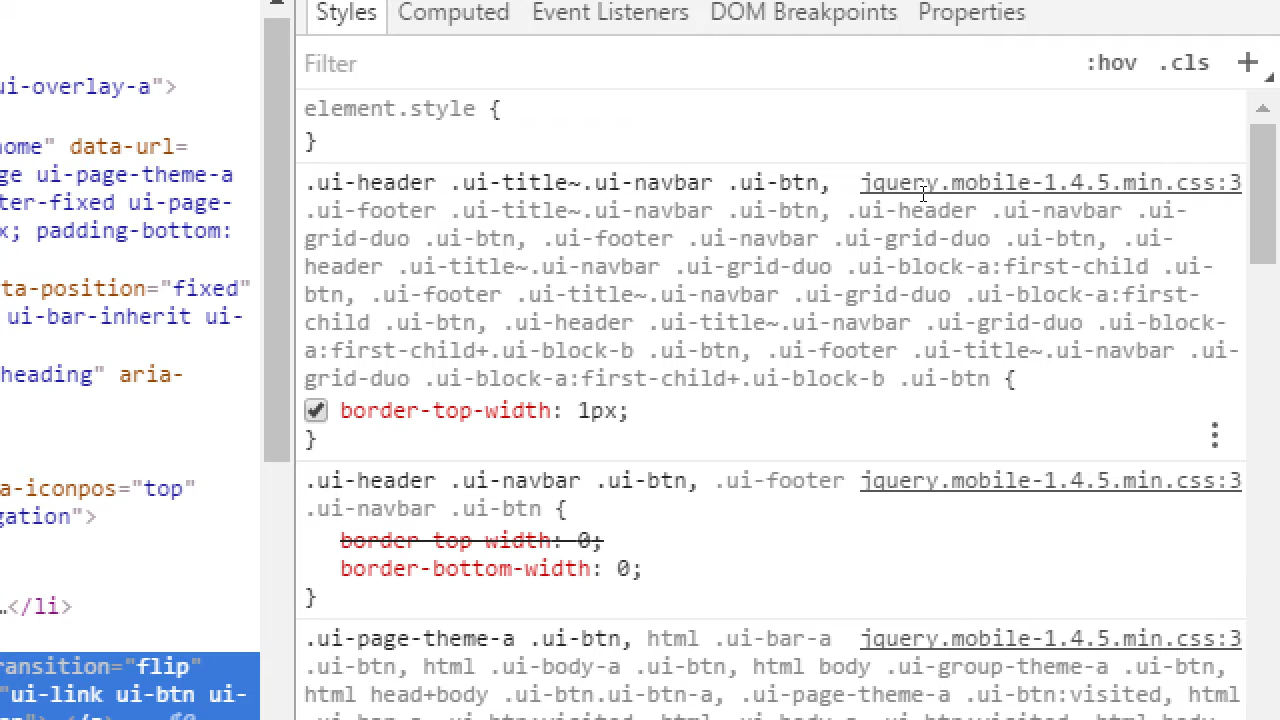 Styles Computed Event Listeners DOM Breakpoints Properties
Filter :hov .cls +
ui-overlay-a">
nome" data-url=
ge ui-page-theme-a
ter-fixed ui-page-
x; padding-bottom:
ta-position="fixed"
ui-bar-inherit ui-
heading" aria-
a-iconpos="top"
gation">
…</li>
ransition="flip"
"ui-link ui-btn ui-
element.style {
}
.ui-header .ui-title~.ui-navbar .ui-btn, jquery.mobile-1.4.5.min.css:3
.ui-footer .ui-title~.ui-navbar .ui-btn, .ui-header .ui-navbar .ui-
grid-duo .ui-btn, .ui-footer .ui-navbar .ui-grid-duo .ui-btn, .ui-
header .ui-title~.ui-navbar .ui-grid-duo .ui-block-a:first-child .ui-
btn, .ui-footer .ui-title~.ui-navbar .ui-grid-duo .ui-block-a:first-
child .ui-btn, .ui-header .ui-title~.ui-navbar .ui-grid-duo .ui-block-
a:first-child+.ui-block-b .ui-btn, .ui-footer .ui-title~.ui-navbar .ui-
grid-duo .ui-block-a:first-child+.ui-block-b .ui-btn {
border-top-width: 1px;
}
.ui-header .ui-navbar .ui-btn, .ui-footer jquery.mobile-1.4.5.min.css:3
.ui-navbar .ui-btn {
border-top-width: 0;
border-bottom-width: 0;
}
.ui-page-theme-a .ui-btn, html .ui-bar-a jquery.mobile-1.4.5.min.css:3
.ui-btn, html .ui-body-a .ui-btn, html body .ui-group-theme-a .ui-btn,
html head+body .ui-btn.ui-btn-a, .ui-page-theme-a .ui-btn:visited, html